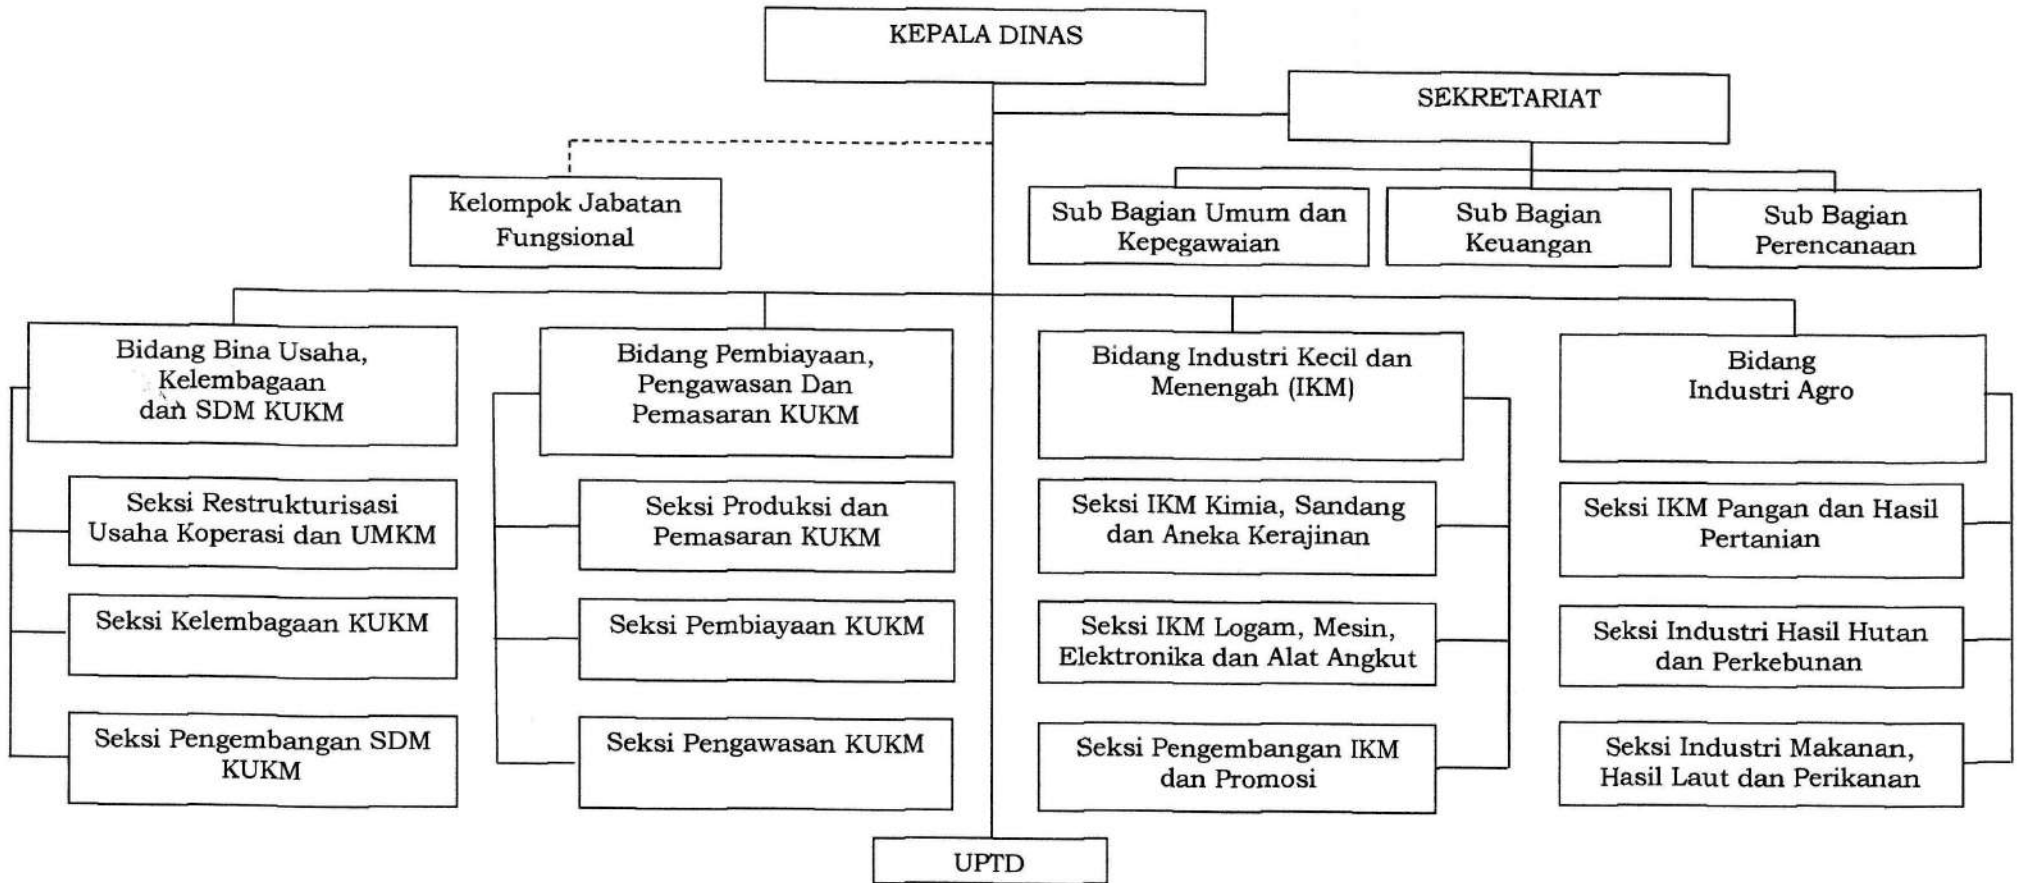 KEPALA DINAS
SEKRETARIAT
Kelompok Jabatan
Fungsional
Sub Bagian Umum dan
Kepegawaian
Sub Bagian
Keuangan
Sub Bagian
Perencanaan
Bidang Bina Usaha,
Kelembagaan
dan SDM KUKM
Seksi Restrukturisasi
Usaha Koperasi dan UMKM
Seksi Kelembagaan KUKM
Seksi Pengembangan SDM
KUKM
Bidang Pembiayaan,
Pengawasan Dan
Pemasaran KUKM
Seksi Produksi dan
Pemasaran KUKM
Seksi Pembiayaan KUKM
Seksi Pengawasan KUKM
Bidang Industri Kecil dan
Menengah (IKM)
Seksi IKM Kimia, Sandang
dan Aneka Kerajinan
Seksi IKM Logam, Mesin,
Elektronika dan Alat Angkut
Seksi Pengembangan IKM
dan Promosi
Bidang
Industri Agro
Seksi IKM Pangan dan Hasil
Pertanian
Seksi Industri Hasil Hutan
dan Perkebunan
Seksi Industri Makanan,
Hasil Laut dan Perikanan
UPTD